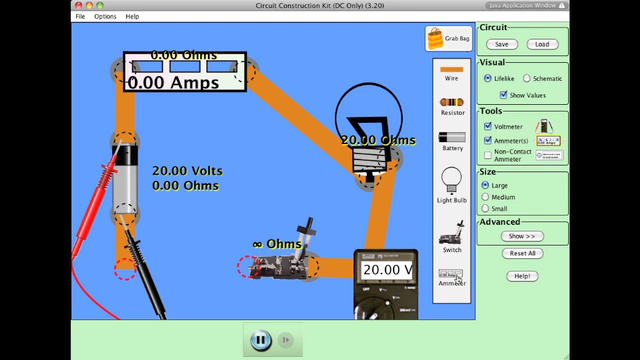 Circuit Construction Kit (DC Only) (3.20)
Java Application Window
File Options Help
Grab Bag
Wire
Resistor
Battery
Light Bulb
Switch
Ammeter
0.00 Ohms
0.00 Amps
20.00 Ohms
20.00 Volts
0.00 Ohms
∞ Ohms
20.00 V
Circuit
Save Load
Visual
Lifelike Schematic
Show Values
Tools
Voltmeter
Ammeter(s)
Non-Contact
Ammeter
Size
Large
Medium
Small
Advanced
Show >>
Reset All
Help!